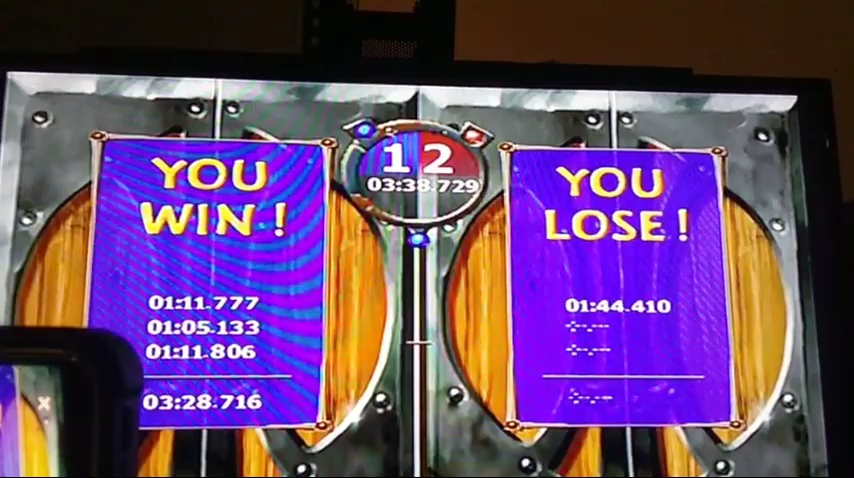 YOU
WIN!
01:11.777
01:05.133
01:11.806
03:28.716
1 2
03:38.729
YOU
LOSE!
01:44.410
--:--.---
--:--.---
--:--.---